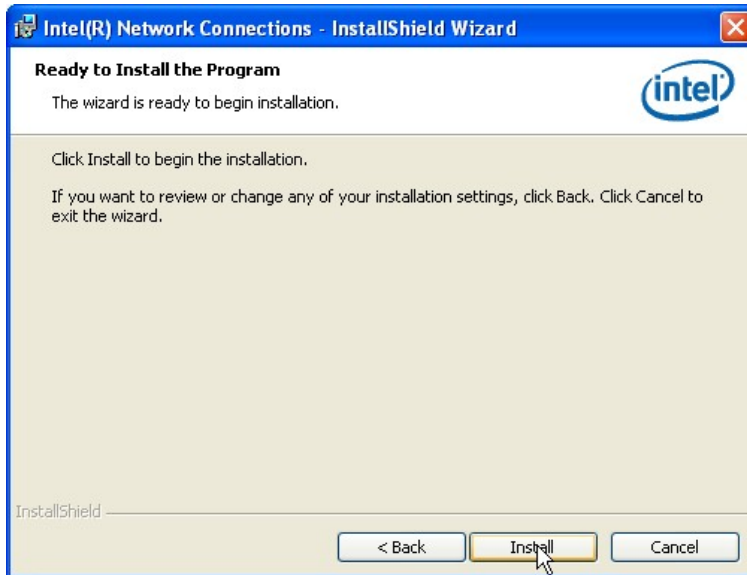 Intel(R) Network Connections - InstallShield Wizard
Ready to Install the Program
The wizard is ready to begin installation.
intel
Click Install to begin the installation.
If you want to review or change any of your installation settings, click Back. Click Cancel to
exit the wizard.
InstallShield
< Back
Install
Cancel